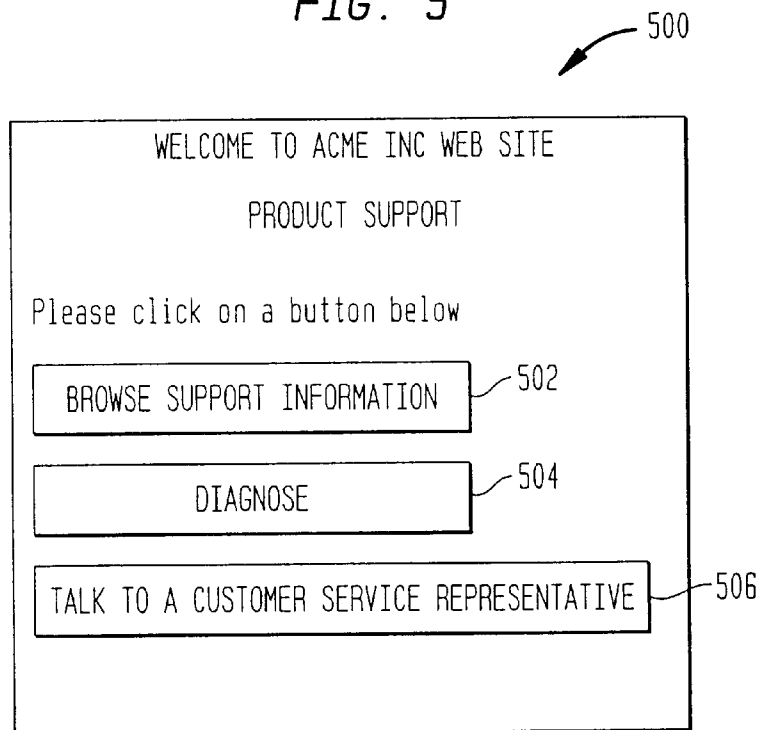 FIG. 5
500
WELCOME TO ACME INC WEB SITE
PRODUCT SUPPORT
Please click on a button below
BROWSE SUPPORT INFORMATION
502
DIAGNOSE
504
TALK TO A CUSTOMER SERVICE REPRESENTATIVE
506